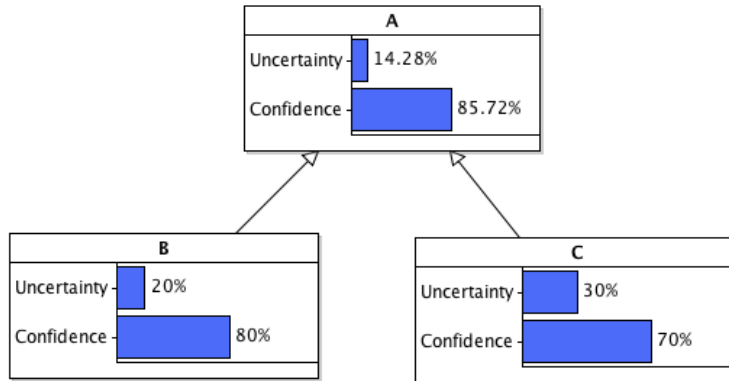 A
Uncertainty 14.28%
Confidence 85.72%
B
Uncertainty 20%
Confidence 80%
C
Uncertainty 30%
Confidence 70%